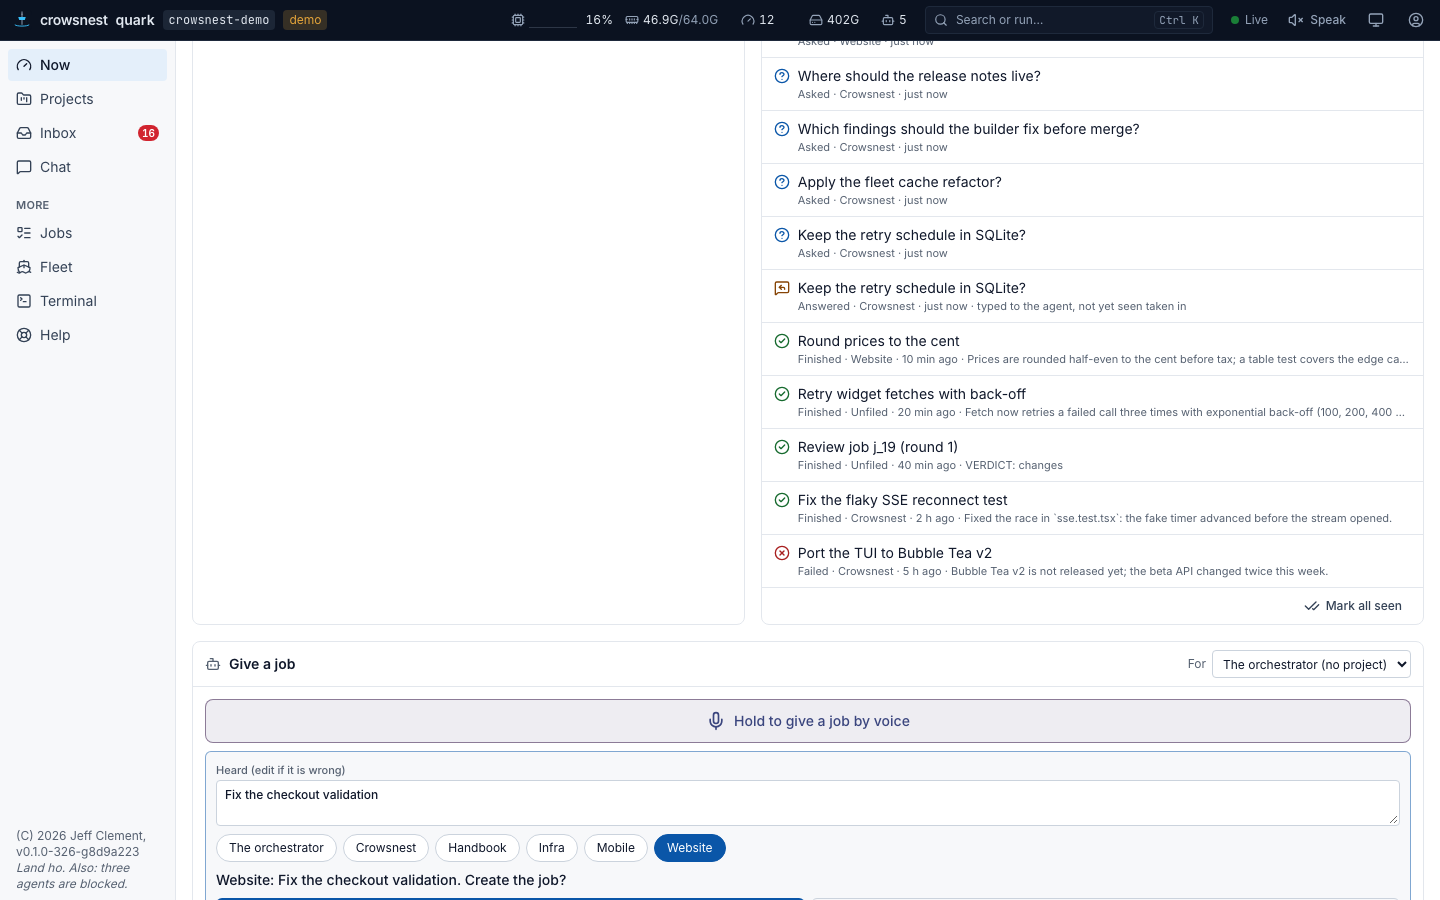 crowsnest quark crowsnest-demo demo 16% 46.9G/64.0G 12 402G 5 Search or run... Ctrl K Live Speak
Now
Projects
Inbox 16
Chat
MORE
Jobs
Fleet
Terminal
Help
(C) 2026 Jeff Clement,
v0.1.0-326-g8d9a223
Land ho. Also: three
agents are blocked.
Asked · Website · just now
Where should the release notes live?
Asked · Crowsnest · just now
Which findings should the builder fix before merge?
Asked · Crowsnest · just now
Apply the fleet cache refactor?
Asked · Crowsnest · just now
Keep the retry schedule in SQLite?
Asked · Crowsnest · just now
Keep the retry schedule in SQLite?
Answered · Crowsnest · just now · typed to the agent, not yet seen taken in
Round prices to the cent
Finished · Website · 10 min ago · Prices are rounded half-even to the cent before tax; a table test covers the edge ca...
Retry widget fetches with back-off
Finished · Unfiled · 20 min ago · Fetch now retries a failed call three times with exponential back-off (100, 200, 400 ...
Review job j_19 (round 1)
Finished · Unfiled · 40 min ago · VERDICT: changes
Fix the flaky SSE reconnect test
Finished · Crowsnest · 2 h ago · Fixed the race in `sse.test.tsx`: the fake timer advanced before the stream opened.
Port the TUI to Bubble Tea v2
Failed · Crowsnest · 5 h ago · Bubble Tea v2 is not released yet; the beta API changed twice this week.
Mark all seen
Give a job For The orchestrator (no project)
Hold to give a job by voice
Heard (edit if it is wrong)
Fix the checkout validation
The orchestrator Crowsnest Handbook Infra Mobile Website
Website: Fix the checkout validation. Create the job?